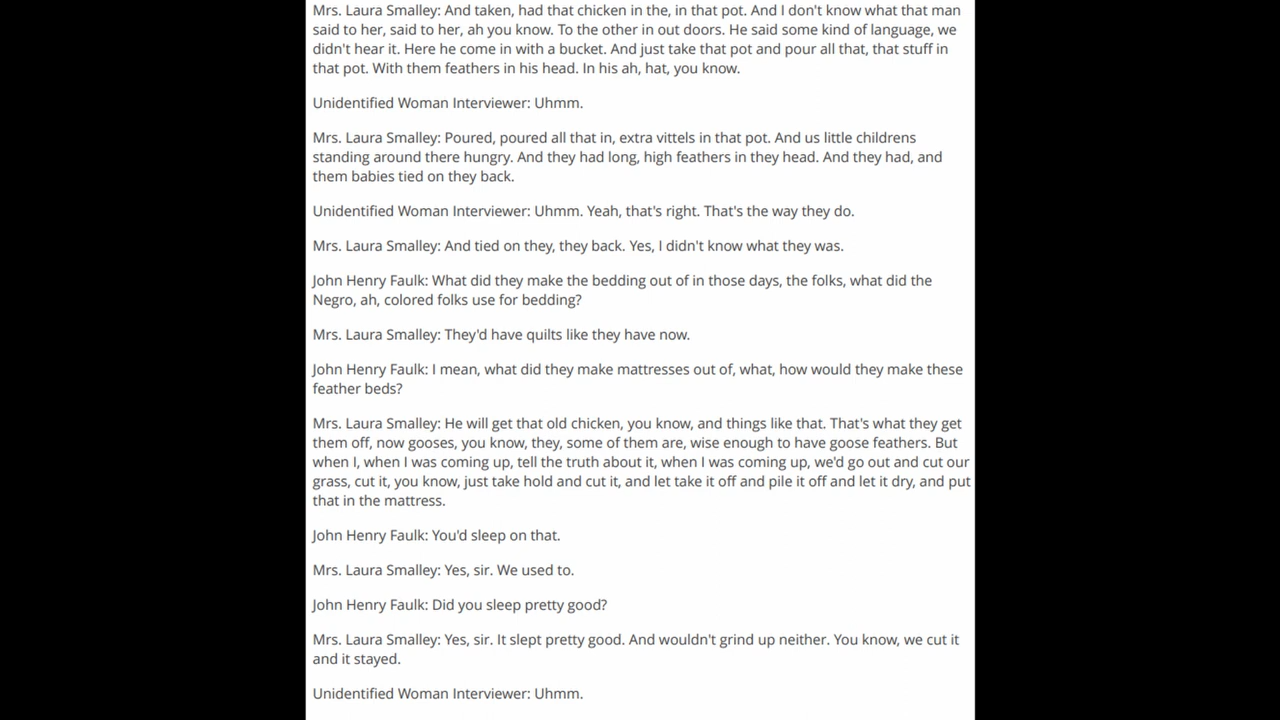 Mrs. Laura Smalley: And taken, had that chicken in the, in that pot. And I don't know what that man
said to her, said to her, ah you know. To the other in out doors. He said some kind of language, we
didn't hear it. Here he come in with a bucket. And just take that pot and pour all that, that stuff in
that pot. With them feathers in his head. In his ah, hat, you know.
Unidentified Woman Interviewer: Uhmm.
Mrs. Laura Smalley: Poured, poured all that in, extra vittels in that pot. And us little childrens
standing around there hungry. And they had long, high feathers in they head. And they had, and
them babies tied on they back.
Unidentified Woman Interviewer: Uhmm. Yeah, that's right. That's the way they do.
Mrs. Laura Smalley: And tied on they, they back. Yes, I didn't know what they was.
John Henry Faulk: What did they make the bedding out of in those days, the folks, what did the
Negro, ah, colored folks use for bedding?
Mrs. Laura Smalley: They'd have quilts like they have now.
John Henry Faulk: I mean, what did they make mattresses out of, what, how would they make these
feather beds?
Mrs. Laura Smalley: He will get that old chicken, you know, and things like that. That's what they get
them off, now gooses, you know, they, some of them are, wise enough to have goose feathers. But
when I, when I was coming up, tell the truth about it, when I was coming up, we'd go out and cut our
grass, cut it, you know, just take hold and cut it, and let take it off and pile it off and let it dry, and put
that in the mattress.
John Henry Faulk: You'd sleep on that.
Mrs. Laura Smalley: Yes, sir. We used to.
John Henry Faulk: Did you sleep pretty good?
Mrs. Laura Smalley: Yes, sir. It slept pretty good. And wouldn't grind up neither. You know, we cut it
and it stayed.
Unidentified Woman Interviewer: Uhmm.